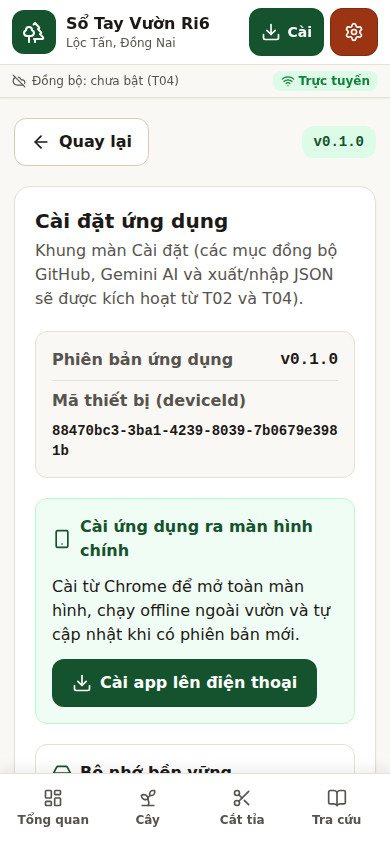 Sổ Tay Vườn Ri6
Lộc Tấn, Đồng Nai
Cài
Đồng bộ: chưa bật (T04)
Trực tuyến
Quay lại
v0.1.0
Cài đặt ứng dụng
Khung màn Cài đặt (các mục đồng bộ
GitHub, Gemini AI và xuất/nhập JSON
sẽ được kích hoạt từ T02 và T04).
Phiên bản ứng dụng
v0.1.0
Mã thiết bị (deviceId)
88470bc3-3ba1-4239-8039-7b0679e398
1b
Cài ứng dụng ra màn hình
chính
Cài từ Chrome để mở toàn màn
hình, chạy offline ngoài vườn và tự
cập nhật khi có phiên bản mới.
Cài app lên điện thoại
Bộ nhớ bền vững
Tổng quan
Cây
Cắt tỉa
Tra cứu